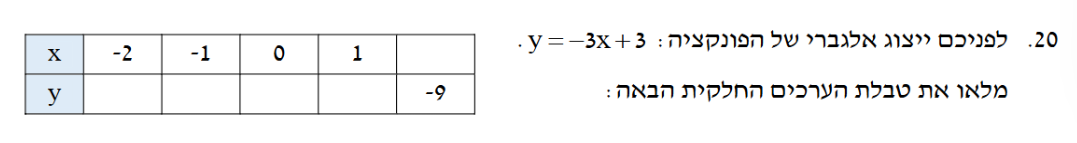 20. לפניכם ייצוג אלגברי של הפונקציה: y = −3x + 3 .
מלאו את טבלת הערכים החלקית הבאה:
x -2 -1 0 1
y -9